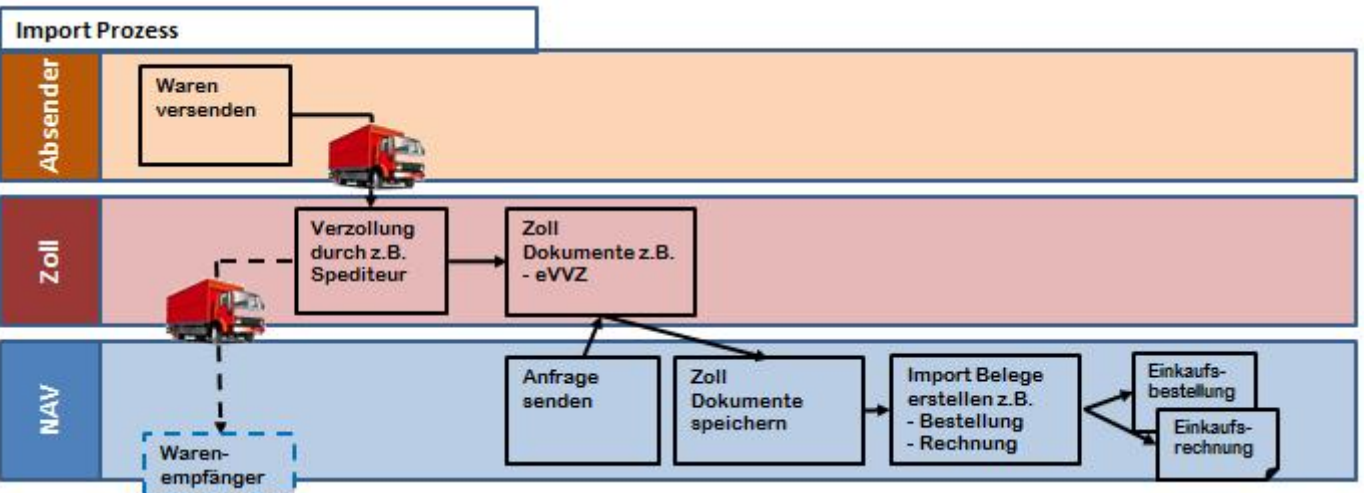 Import Prozess
Absender
Waren
versenden
Zoll
Verzollung
durch z.B.
Spediteur
Zoll
Dokumente z.B.
- eVVZ
NAV
Waren-
empfänger
Anfrage
senden
Zoll
Dokumente
speichern
Import Belege
erstellen z.B.
- Bestellung
- Rechnung
Einkaufs-
bestellung
Einkaufs-
rechnung